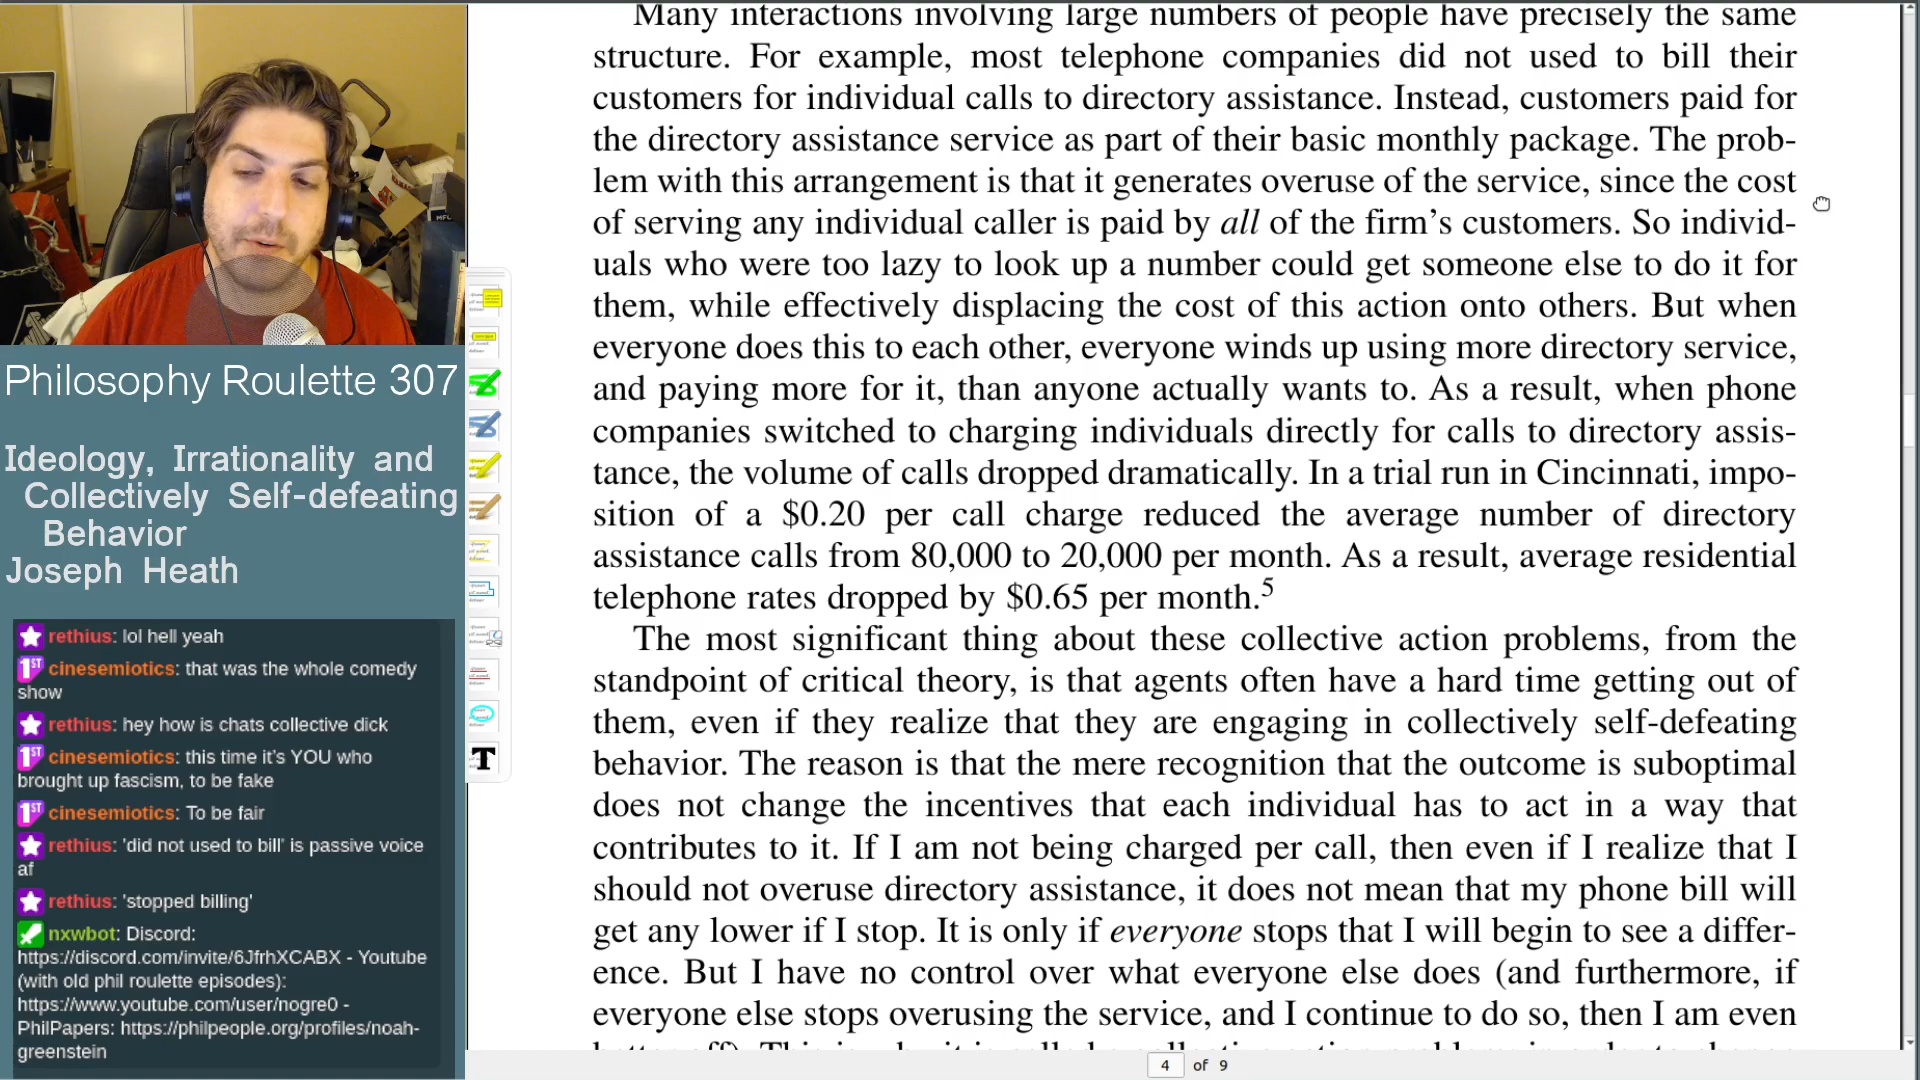 Many interactions involving large numbers of people have precisely the same
structure. For example, most telephone companies did not used to bill their
customers for individual calls to directory assistance. Instead, customers paid for
the directory assistance service as part of their basic monthly package. The prob-
lem with this arrangement is that it generates overuse of the service, since the cost
of serving any individual caller is paid by all of the firm’s customers. So individ-
uals who were too lazy to look up a number could get someone else to do it for
them, while effectively displacing the cost of this action onto others. But when
everyone does this to each other, everyone winds up using more directory service,
and paying more for it, than anyone actually wants to. As a result, when phone
companies switched to charging individuals directly for calls to directory assis-
tance, the volume of calls dropped dramatically. In a trial run in Cincinnati, impo-
sition of a $0.20 per call charge reduced the average number of directory
assistance calls from 80,000 to 20,000 per month. As a result, average residential
telephone rates dropped by $0.65 per month.5
The most significant thing about these collective action problems, from the
standpoint of critical theory, is that agents often have a hard time getting out of
them, even if they realize that they are engaging in collectively self-defeating
behavior. The reason is that the mere recognition that the outcome is suboptimal
does not change the incentives that each individual has to act in a way that
contributes to it. If I am not being charged per call, then even if I realize that I
should not overuse directory assistance, it does not mean that my phone bill will
get any lower if I stop. It is only if everyone stops that I will begin to see a differ-
ence. But I have no control over what everyone else does (and furthermore, if
everyone else stops overusing the service, and I continue to do so, then I am even
4 of 9
T
Philosophy Roulette 307
Ideology, Irrationality and
Collectively Self-defeating
Behavior
Joseph Heath
rethius: lol hell yeah
1ST cinesemiotics: that was the whole comedy
show
rethius: hey how is chats collective dick
1ST cinesemiotics: this time it's YOU who
brought up fascism, to be fake
1ST cinesemiotics: To be fair
rethius: 'did not used to bill' is passive voice
af
rethius: 'stopped billing'
nxwbot: Discord:
https://discord.com/invite/6JfrhXCABX - Youtube
(with old phil roulette episodes):
https://www.youtube.com/user/nogre0 -
PhilPapers: https://philpeople.org/profiles/noah-
greenstein